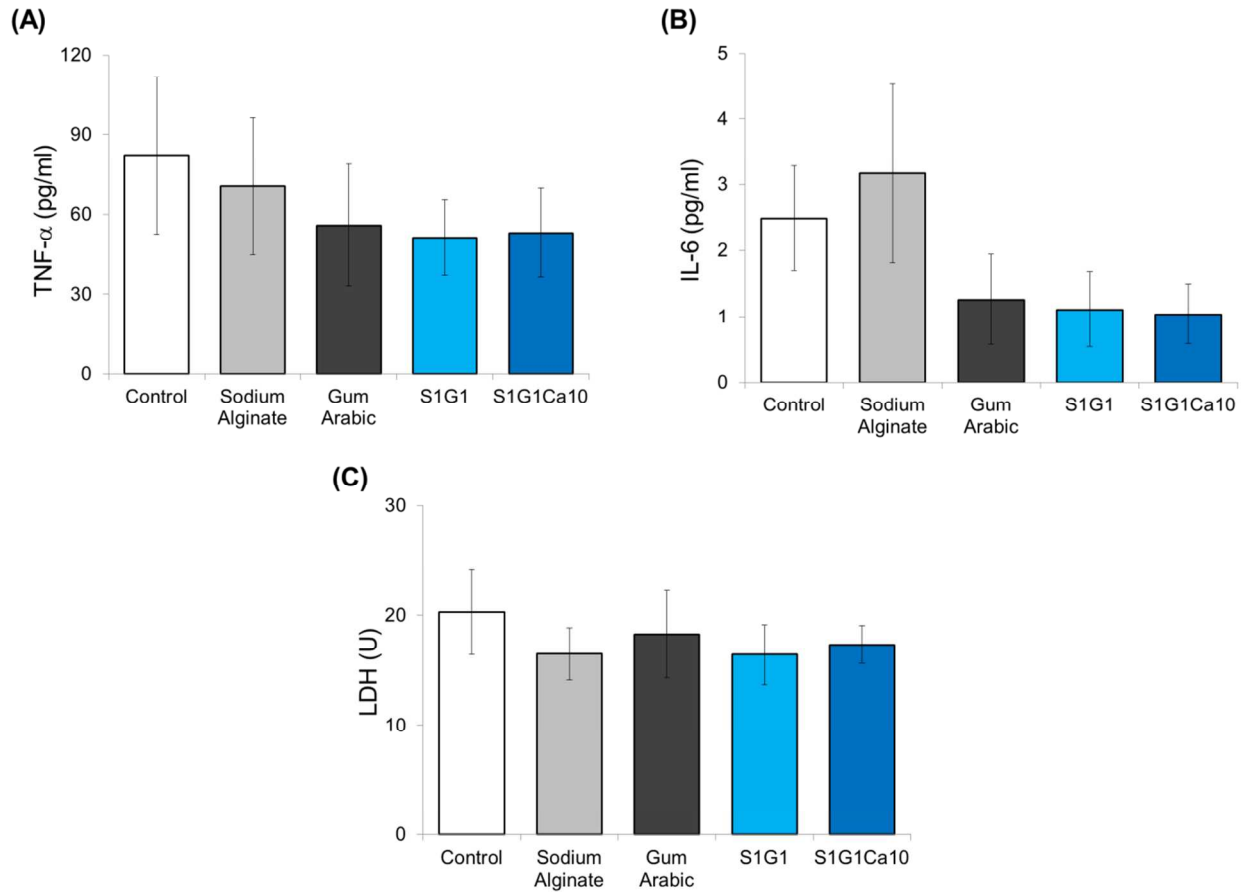 (A)
TNF-α (pg/ml)
120
90
60
30
0
Control
Sodium
Alginate
Gum
Arabic
S1G1
S1G1Ca10
(B)
IL-6 (pg/ml)
5
4
3
2
1
0
Control
Sodium
Alginate
Gum
Arabic
S1G1
S1G1Ca10
(C)
LDH (U)
30
20
10
0
Control
Sodium
Alginate
Gum
Arabic
S1G1
S1G1Ca10